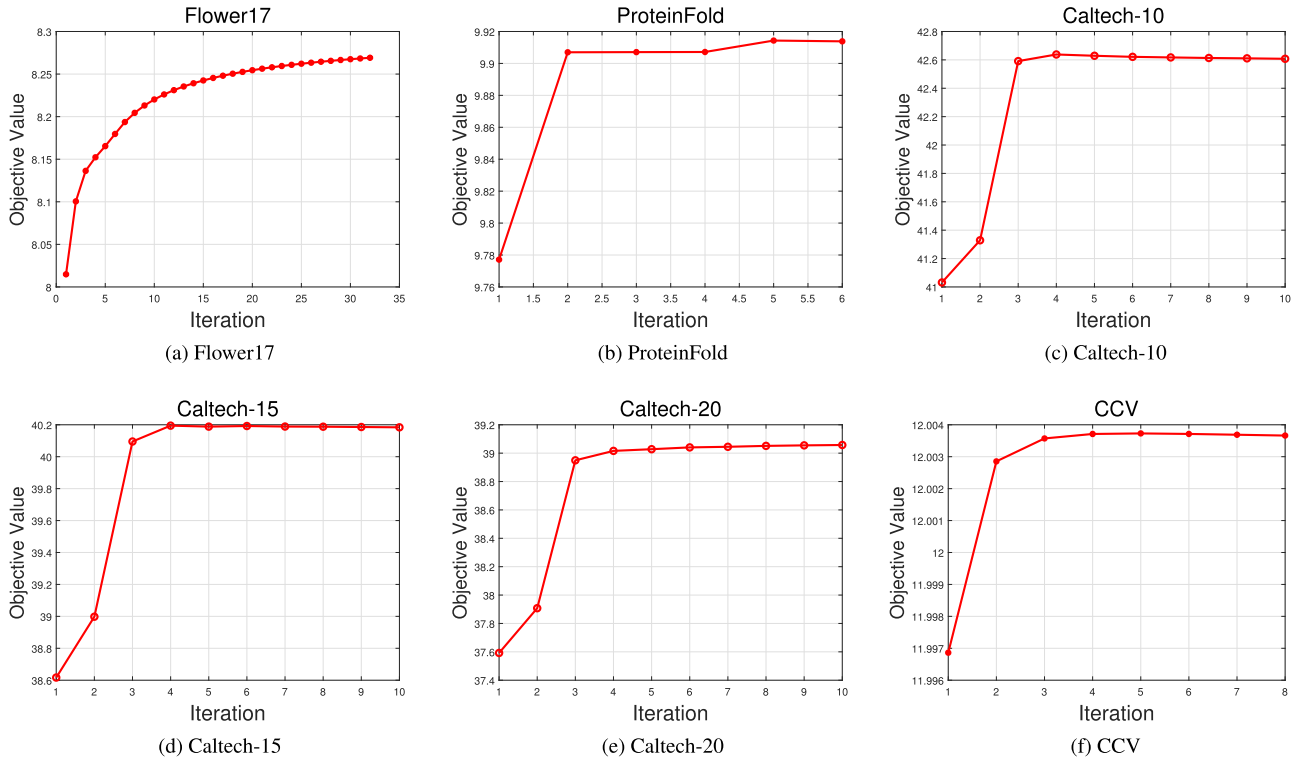 Flower17
ProteinFold
Caltech-10
8.3
8.25
8.2
8.15
8.1
8.05
8
Objective Value
0 5 10 15 20 25 30 35
Iteration
(a) Flower17
9.92
9.9
9.88
9.86
9.84
9.82
9.8
9.78
9.76
Objective Value
1 1.5 2 2.5 3 3.5 4 4.5 5 5.5 6
Iteration
(b) ProteinFold
42.8
42.6
42.4
42.2
42
41.8
41.6
41.4
41.2
41
Objective Value
1 2 3 4 5 6 7 8 9 10
Iteration
(c) Caltech-10
Caltech-15
Caltech-20
CCV
40.2
40
39.8
39.6
39.4
39.2
39
38.8
38.6
Objective Value
1 2 3 4 5 6 7 8 9 10
Iteration
(d) Caltech-15
39.2
39
38.8
38.6
38.4
38.2
38
37.8
37.6
37.4
Objective Value
1 2 3 4 5 6 7 8 9 10
Iteration
(e) Caltech-20
12.004
12.003
12.002
12.001
12
11.999
11.998
11.997
11.996
Objective Value
1 2 3 4 5 6 7 8
Iteration
(f) CCV